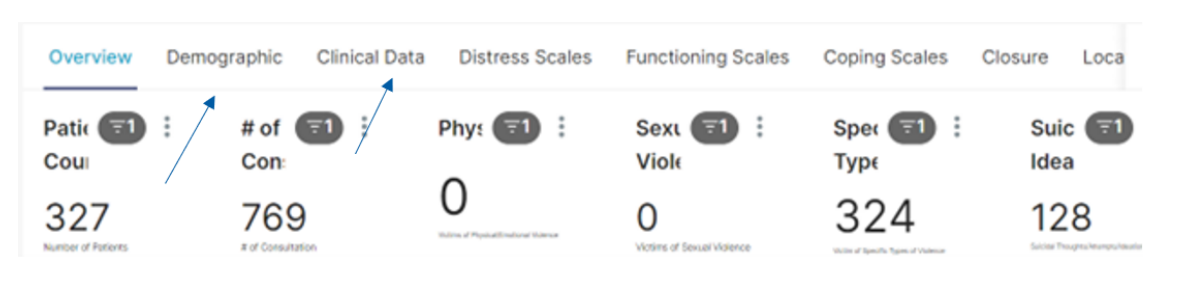 Overview Demographic Clinical Data Distress Scales Functioning Scales Coping Scales Closure Loca
Patie 1 # of 1 Phys 1 Sexu 1 Spec 1 Suic 1
Coun Con Viole Type Idea
327 769 0 0 324 128
Number of Patients # of Consultation Victims of Physical/Emotional Violence Victims of Sexual Violence Victim of Specific Types of Violence Suicidal Thoughts/Attempts/Ideation